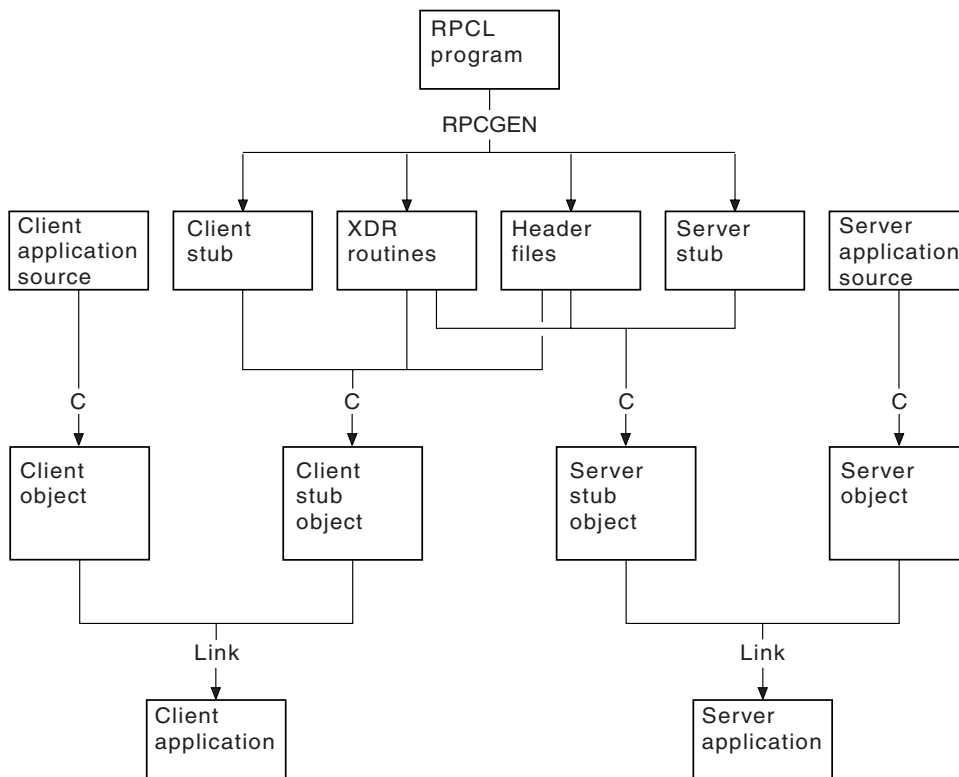 RPCL
program
RPCGEN
Client
application
source
Client
stub
XDR
routines
Header
files
Server
stub
Server
application
source
C
C
C
C
Client
object
Client
stub
object
Server
stub
object
Server
object
Link
Link
Client
application
Server
application